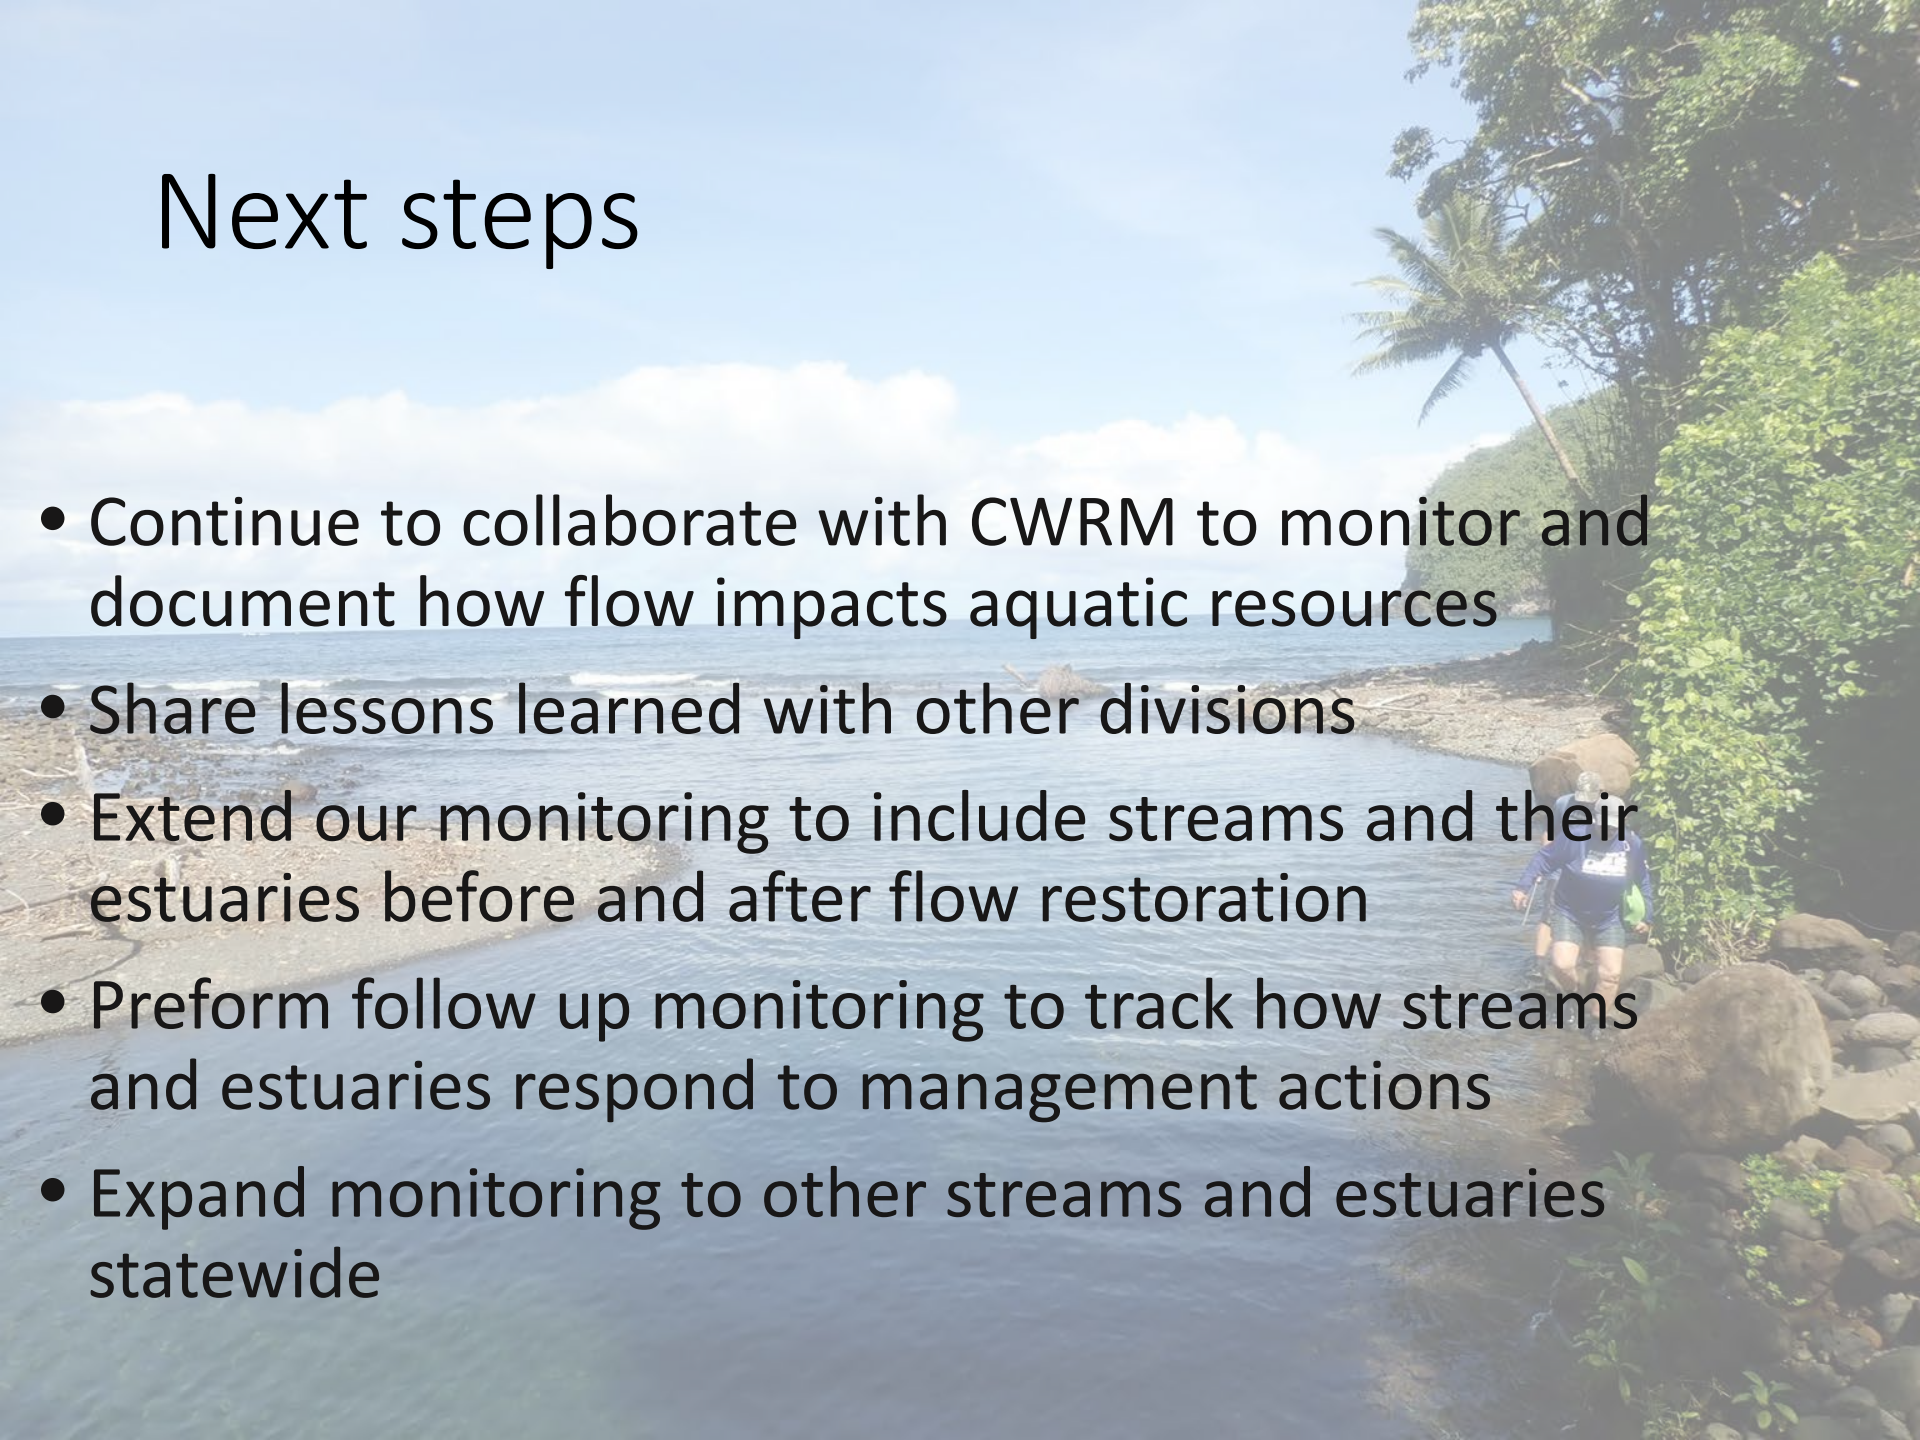 Next steps
• Continue to collaborate with CWRM to monitor and
document how flow impacts aquatic resources
• Share lessons learned with other divisions
• Extend our monitoring to include streams and their
estuaries before and after flow restoration
• Preform follow up monitoring to track how streams
and estuaries respond to management actions
• Expand monitoring to other streams and estuaries
statewide